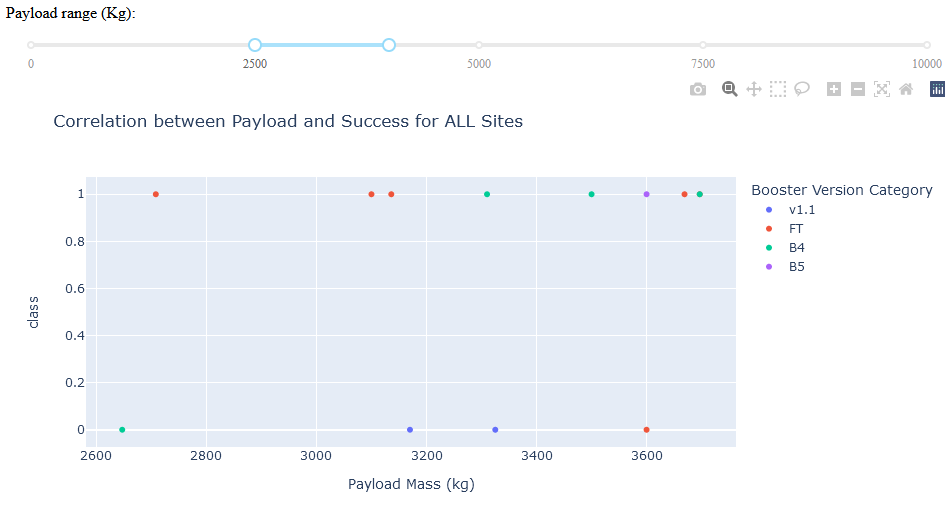 Payload range (Kg):
0 2500 5000 7500 10000
Correlation between Payload and Success for ALL Sites
1
0.8
0.6
0.4
0.2
0
class
2600 2800 3000 3200 3400 3600
Payload Mass (kg)
Booster Version Category
v1.1
FT
B4
B5